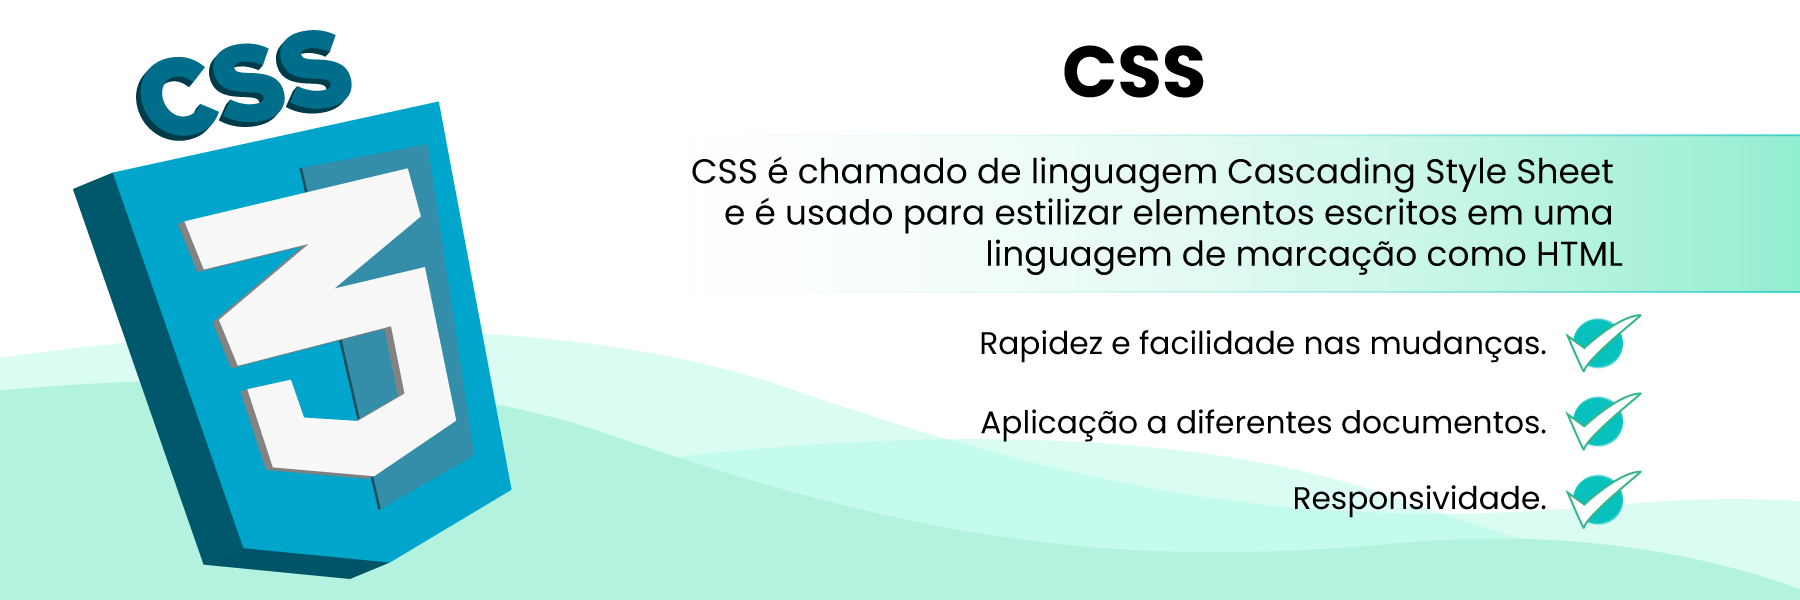 CSS
3
CSS
CSS é chamado de linguagem Cascading Style Sheet
e é usado para estilizar elementos escritos em uma
linguagem de marcação como HTML
Rapidez e facilidade nas mudanças.
Aplicação a diferentes documentos.
Responsividade.